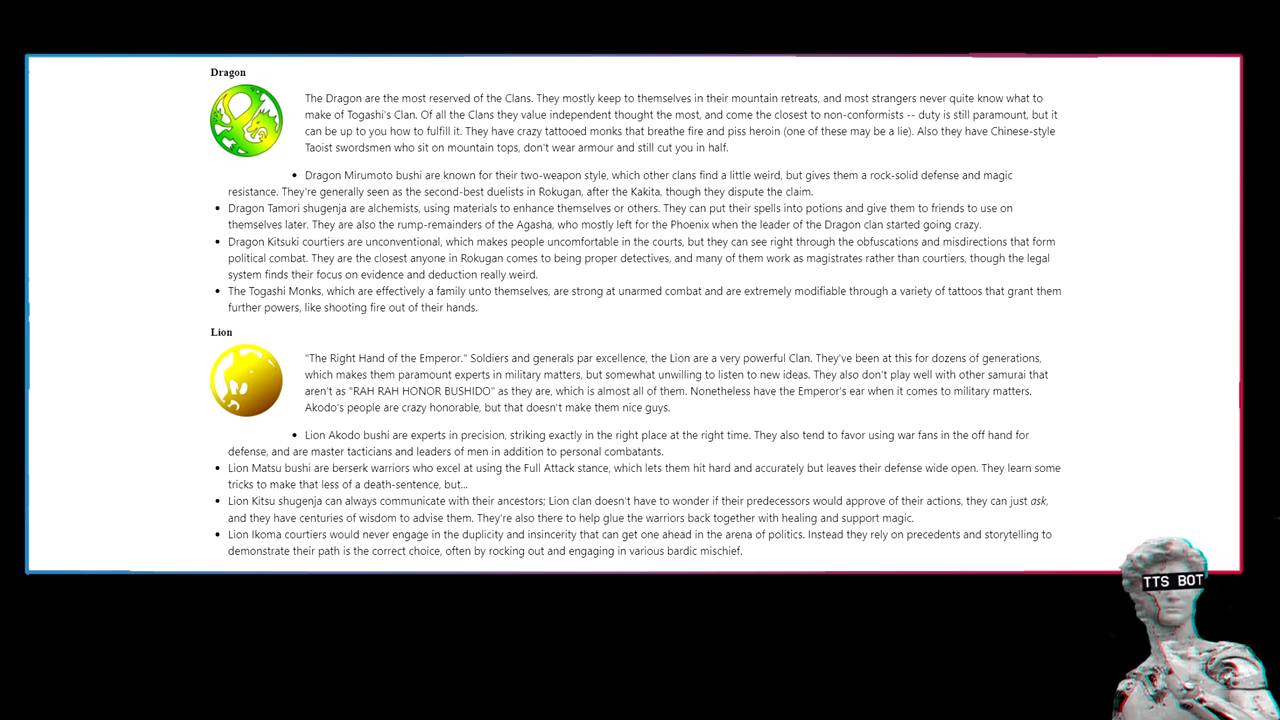 Dragon
The Dragon are the most reserved of the Clans. They mostly keep to themselves in their mountain retreats, and most strangers never quite know what to
make of Togashi's Clan. Of all the Clans they value independent thought the most, and come the closest to non-conformists -- duty is still paramount, but it
can be up to you how to fulfill it. They have crazy tattooed monks that breathe fire and piss heroin (one of these may be a lie). Also they have Chinese-style
Taoist swordsmen who sit on mountain tops, don't wear armour and still cut you in half.
• Dragon Mirumoto bushi are known for their two-weapon style, which other clans find a little weird, but gives them a rock-solid defense and magic
resistance. They're generally seen as the second-best duelists in Rokugan, after the Kakita, though they dispute the claim.
• Dragon Tamori shugenja are alchemists, using materials to enhance themselves or others. They can put their spells into potions and give them to friends to use on
themselves later. They are also the rump-remainders of the Agasha, who mostly left for the Phoenix when the leader of the Dragon clan started going crazy.
• Dragon Kitsuki courtiers are unconventional, which makes people uncomfortable in the courts, but they can see right through the obfuscations and misdirections that form
political combat. They are the closest anyone in Rokugan comes to being proper detectives, and many of them work as magistrates rather than courtiers, though the legal
system finds their focus on evidence and deduction really weird.
• The Togashi Monks, which are effectively a family unto themselves, are strong at unarmed combat and are extremely modifiable through a variety of tattoos that grant them
further powers, like shooting fire out of their hands.
Lion
"The Right Hand of the Emperor." Soldiers and generals par excellence, the Lion are a very powerful Clan. They've been at this for dozens of generations,
which makes them paramount experts in military matters, but somewhat unwilling to listen to new ideas. They also don't play well with other samurai that
aren't as "RAH RAH HONOR BUSHIDO" as they are, which is almost all of them. Nonetheless have the Emperor's ear when it comes to military matters.
Akodo's people are crazy honorable, but that doesn't make them nice guys.
• Lion Akodo bushi are experts in precision, striking exactly in the right place at the right time. They also tend to favor using war fans in the off hand for
defense, and are master tacticians and leaders of men in addition to personal combatants.
• Lion Matsu bushi are berserk warriors who excel at using the Full Attack stance, which lets them hit hard and accurately but leaves their defense wide open. They learn some
tricks to make that less of a death-sentence, but...
• Lion Kitsu shugenja can always communicate with their ancestors; Lion clan doesn't have to wonder if their predecessors would approve of their actions, they can just ask,
and they have centuries of wisdom to advise them. They're also there to help glue the warriors back together with healing and support magic.
• Lion Ikoma courtiers would never engage in the duplicity and insincerity that can get one ahead in the arena of politics. Instead they rely on precedents and storytelling to
demonstrate their path is the correct choice, often by rocking out and engaging in various bardic mischief.
TTS BOT